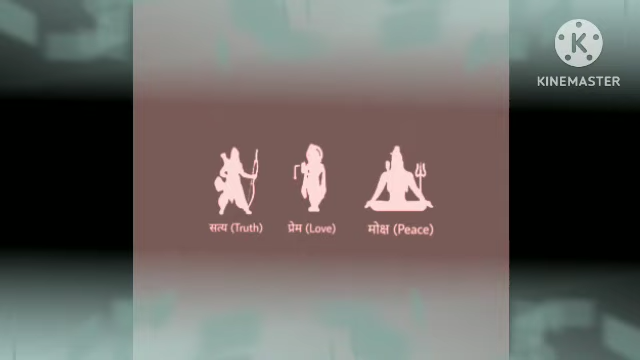 K
KINEMASTER
सत्य (Truth) प्रेम (Love) मोक्ष (Peace)